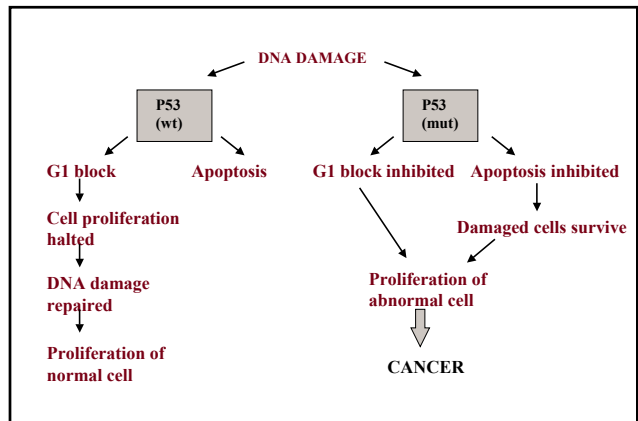 DNA DAMAGE
P53
(wt)
P53
(mut)
G1 block
Apoptosis
G1 block inhibited
Apoptosis inhibited
Cell proliferation
halted
Damaged cells survive
DNA damage
repaired
Proliferation of
abnormal cell
Proliferation of
normal cell
CANCER